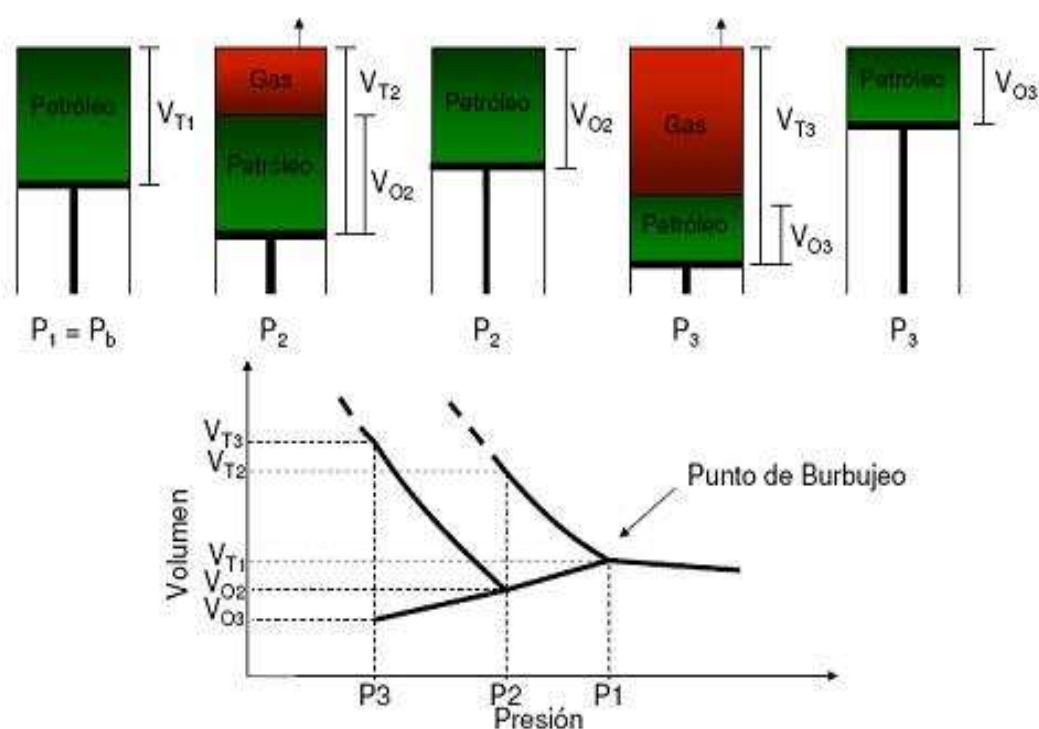 Petróleo
V_T1
Gas
Petróleo
V_T2
V_O2
Petróleo
V_O2
Gas
Petróleo
V_T3
V_O3
Petróleo
V_O3
P_1 = P_b
P_2
P_2
P_3
P_3
V_T3
V_T2
V_T1
V_O2
V_O3
Volumen
Punto de Burbujeo
P3
P2
P1
Presión